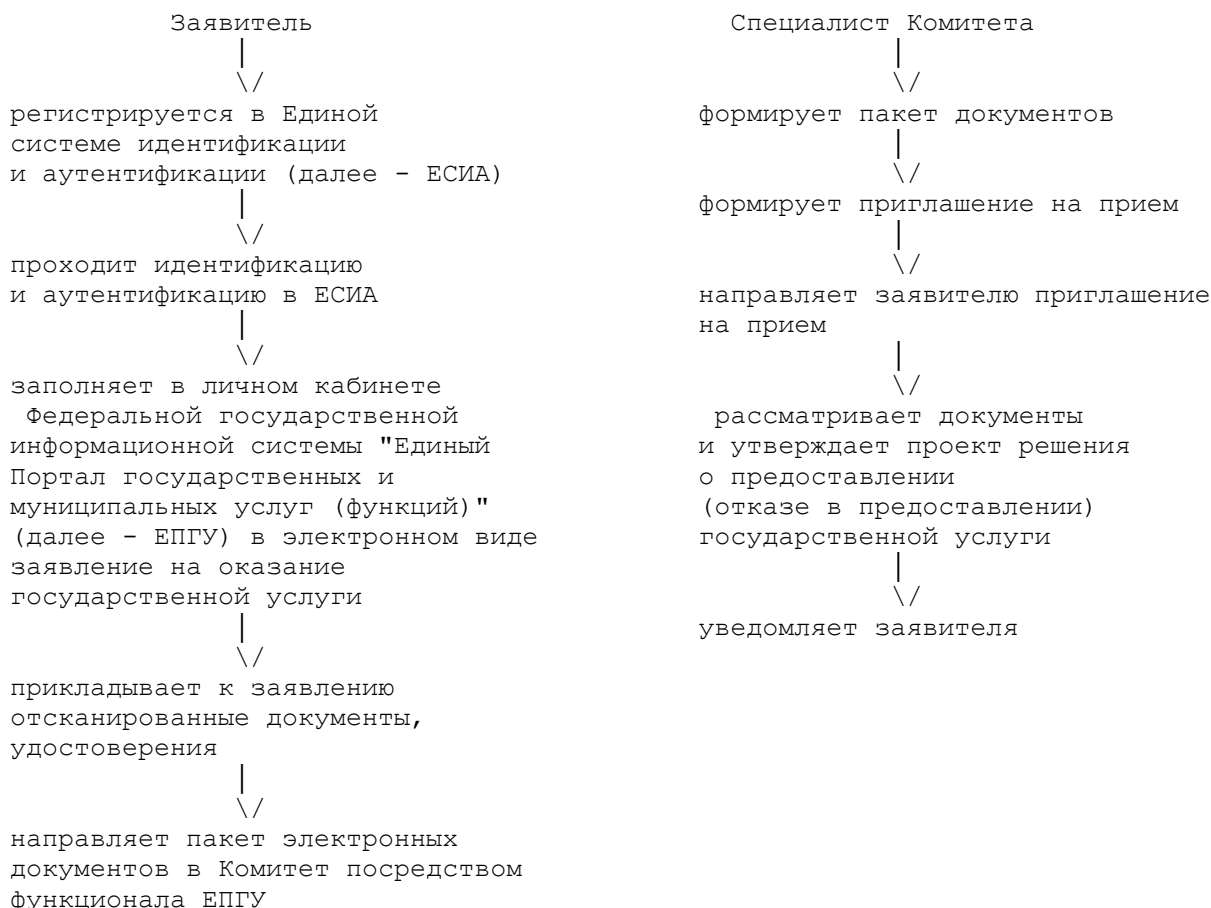 Заявитель
регистрируется в Единой
системе идентификации
и аутентификации (далее - ЕСИА)
проходит идентификацию
и аутентификацию в ЕСИА
заполняет в личном кабинете
Федеральной государственной
информационной системы "Единый
Портал государственных и
муниципальных услуг (функций)"
(далее - ЕПГУ) в электронном виде
заявление на оказание
государственной услуги
прикладывает к заявлению
отсканированные документы,
удостоверения
направляет пакет электронных
документов в Комитет посредством
функционала ЕПГУ
Специалист Комитета
формирует пакет документов
формирует приглашение на прием
направляет заявителю приглашение
на прием
рассматривает документы
и утверждает проект решения
о предоставлении
(отказе в предоставлении)
государственной услуги
уведомляет заявителя